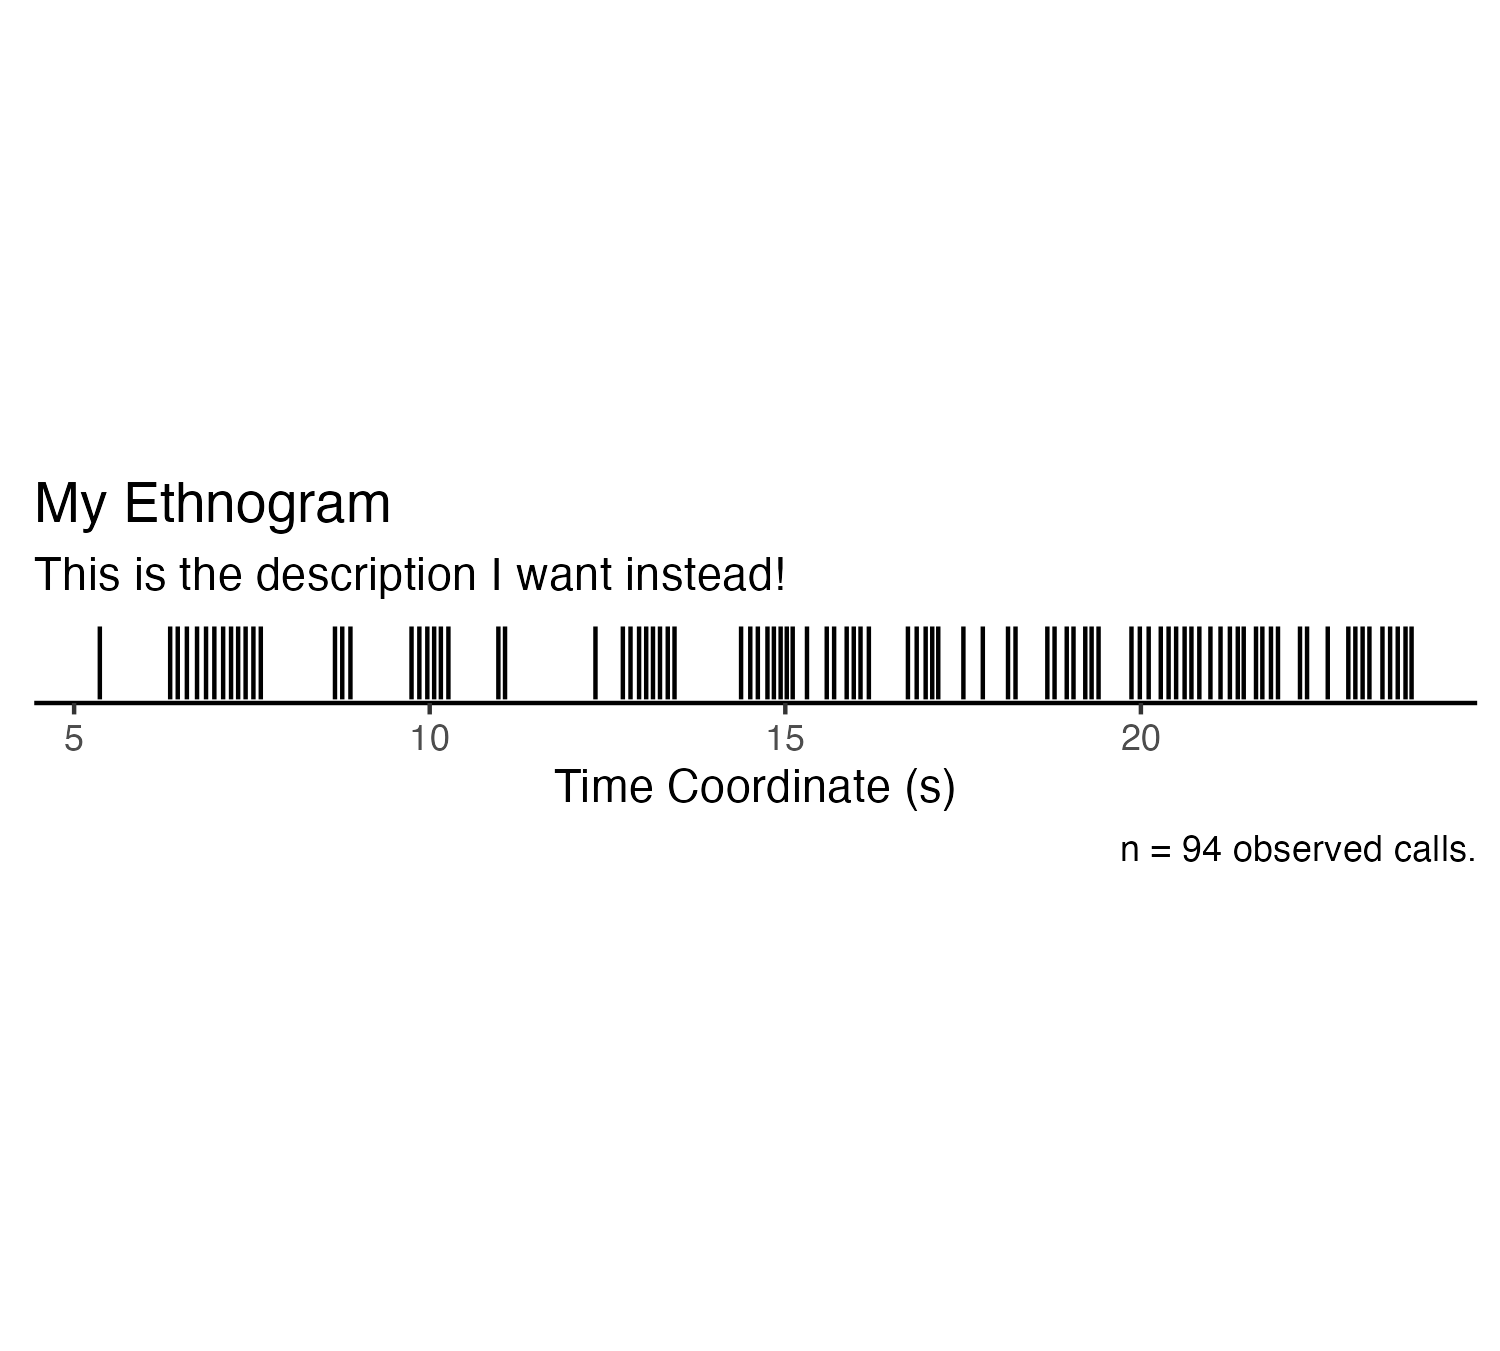 My Ethnogram
This is the description I want instead!
5 10 15 20
Time Coordinate (s)
n = 94 observed calls.